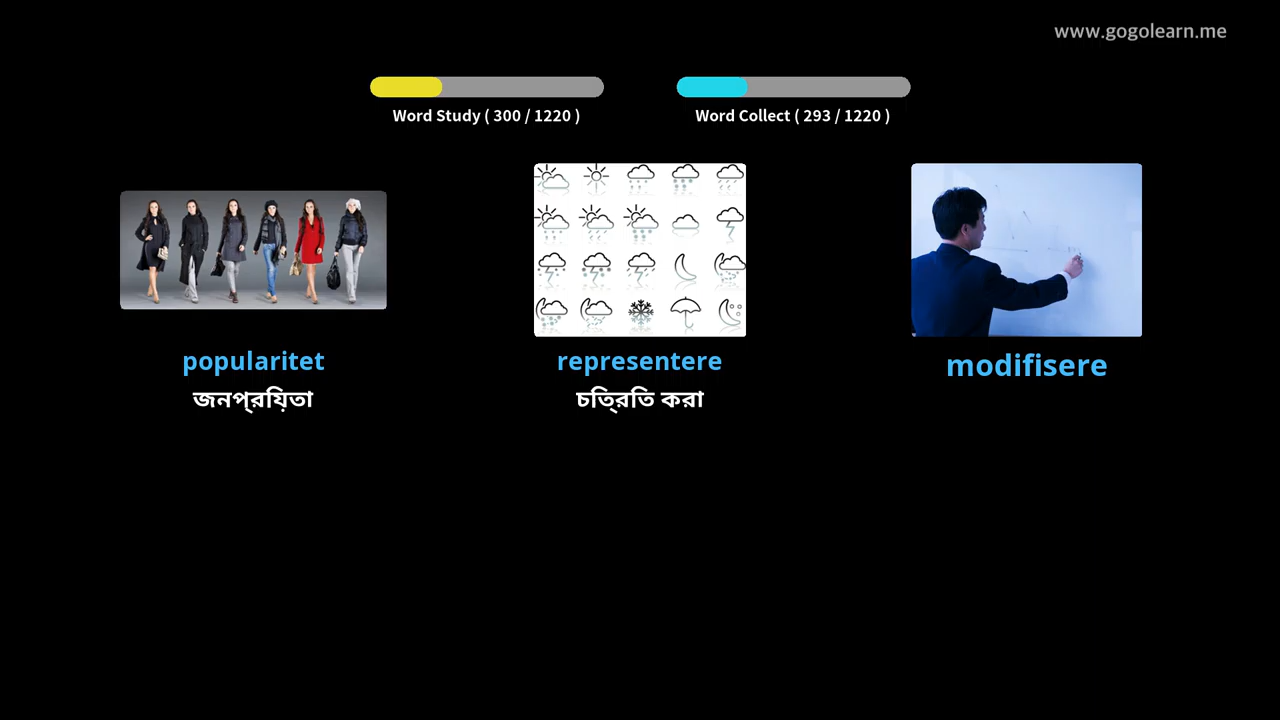 www.gogolearn.me
Word Study ( 300 / 1220 )
Word Collect ( 293 / 1220 )
popularitet
representere
modifisere
জনপ্রিয়তা
চিত্রিত করা